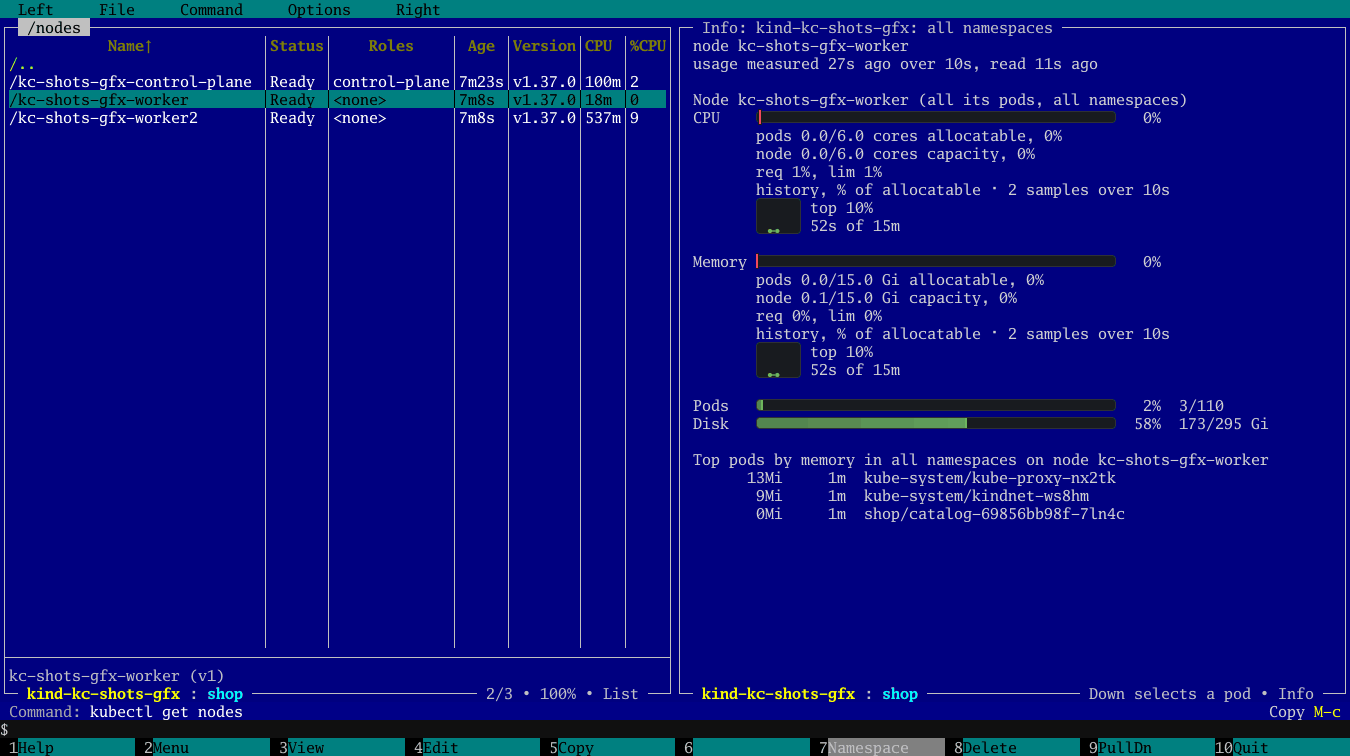 Left File Command Options Right
/nodes
Name↑ Status Roles Age Version CPU %CPU
/..
/kc-shots-gfx-control-plane Ready control-plane 7m23s v1.37.0 100m 2
/kc-shots-gfx-worker Ready <none> 7m8s v1.37.0 18m 0
/kc-shots-gfx-worker2 Ready <none> 7m8s v1.37.0 537m 9
kc-shots-gfx-worker (v1)
kind-kc-shots-gfx : shop 2/3 • 100% • List
Info: kind-kc-shots-gfx: all namespaces
node kc-shots-gfx-worker
usage measured 27s ago over 10s, read 11s ago
Node kc-shots-gfx-worker (all its pods, all namespaces)
CPU 0%
pods 0.0/6.0 cores allocatable, 0%
node 0.0/6.0 cores capacity, 0%
req 1%, lim 1%
history, % of allocatable · 2 samples over 10s
top 10%
52s of 15m
Memory 0%
pods 0.0/15.0 Gi allocatable, 0%
node 0.1/15.0 Gi capacity, 0%
req 0%, lim 0%
history, % of allocatable · 2 samples over 10s
top 10%
52s of 15m
Pods 2% 3/110
Disk 58% 173/295 Gi
Top pods by memory in all namespaces on node kc-shots-gfx-worker
13Mi 1m kube-system/kube-proxy-nx2tk
9Mi 1m kube-system/kindnet-ws8hm
0Mi 1m shop/catalog-69856bb98f-7ln4c
kind-kc-shots-gfx : shop Down selects a pod • Info
Command: kubectl get nodes Copy M-c
$
1Help 2Menu 3View 4Edit 5Copy 6 7Namespace 8Delete 9PullDn 10Quit